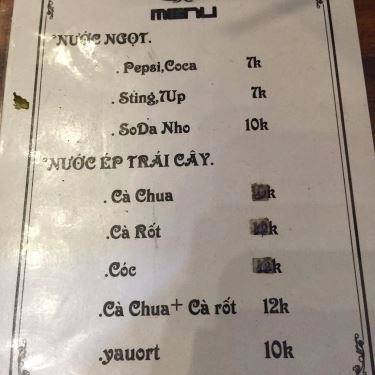 MENU
NƯỚC NGỌT.
. Pepsi,Coca 7k
. Sting,7Up 7k
. SoDa Nho 10k
NƯỚC ÉP TRÁI CÂY.
.Cà Chua k
.Cà Rốt k
.Cóc k
.Cà Chua+ Cà rốt 12k
.yauort 10k